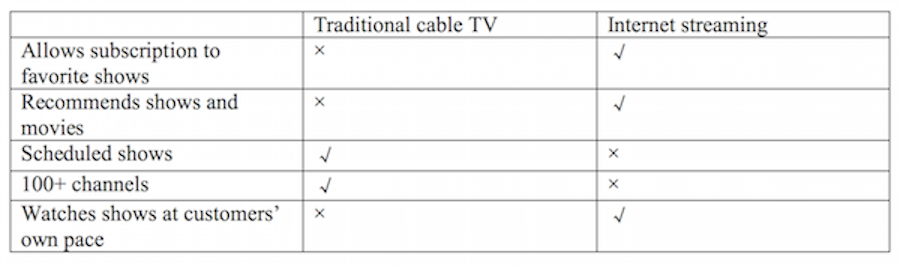 Traditional cable TV Internet streaming
Allows subscription to × √
favorite shows
Recommends shows and × √
movies
Scheduled shows √ ×
100+ channels √ ×
Watches shows at customers’ × √
own pace